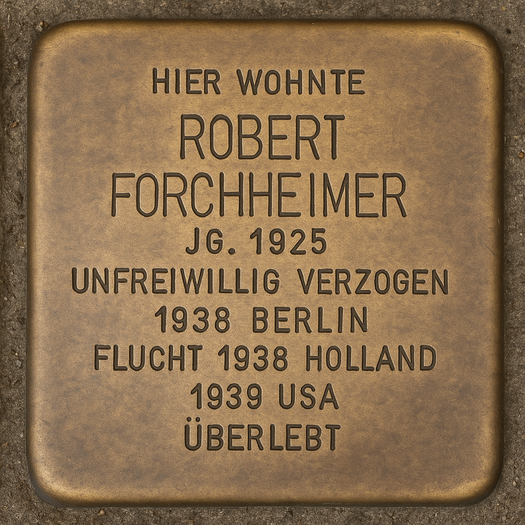 HIER WOHNTE
ROBERT
FORCHHEIMER
JG. 1925
UNFREIWILLIG VERZOGEN
1938 BERLIN
FLUCHT 1938 HOLLAND
1939 USA
ÜBERLEBT